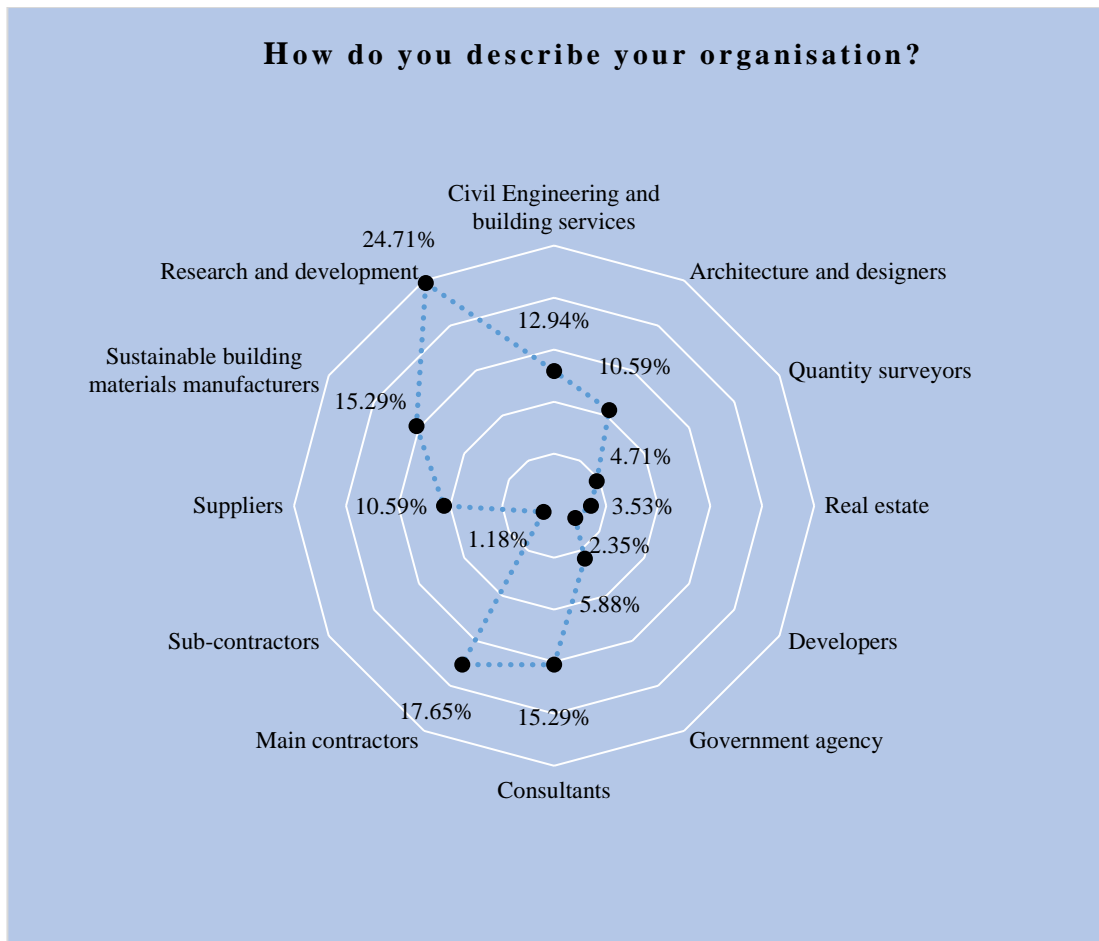 How do you describe your organisation?
Civil Engineering and
building services
24.71%
Research and development
Architecture and designers
12.94%
Sustainable building
materials manufacturers
10.59%
Quantity surveyors
15.29%
4.71%
Suppliers
10.59%
3.53%
Real estate
1.18%
2.35%
5.88%
Sub-contractors
Developers
17.65%
15.29%
Main contractors
Government agency
Consultants